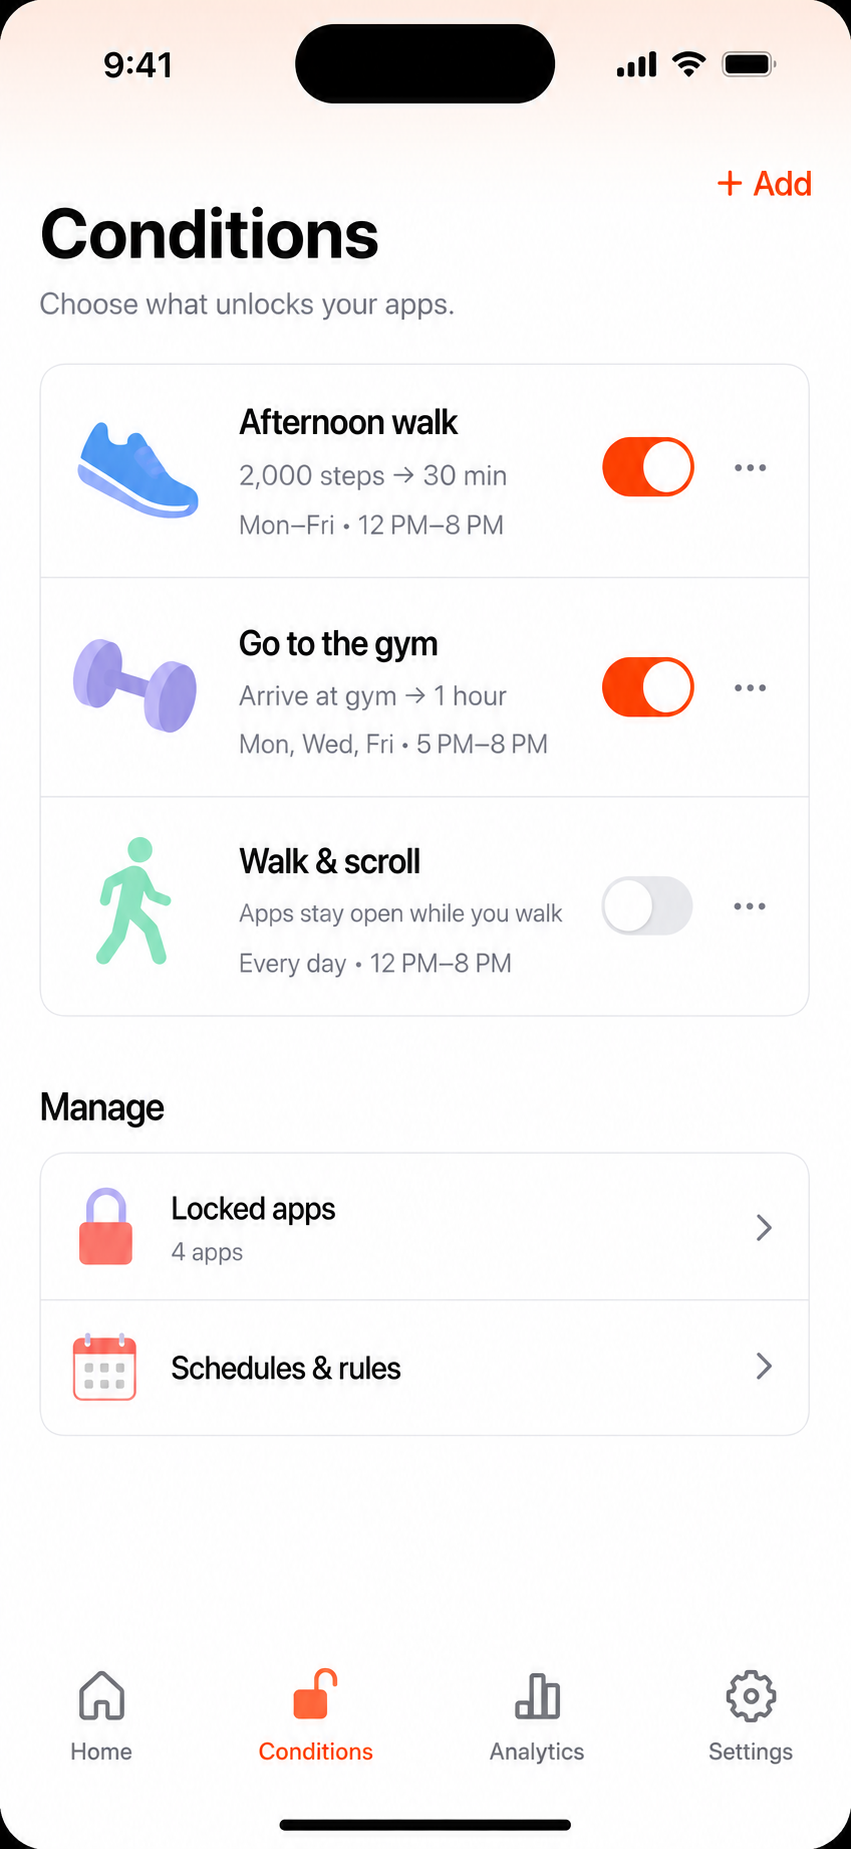 9:41
+ Add
Conditions
Choose what unlocks your apps.
Afternoon walk
2,000 steps → 30 min
Mon–Fri • 12 PM–8 PM
Go to the gym
Arrive at gym → 1 hour
Mon, Wed, Fri • 5 PM–8 PM
Walk & scroll
Apps stay open while you walk
Every day • 12 PM–8 PM
Manage
Locked apps
4 apps
Schedules & rules
Home
Conditions
Analytics
Settings